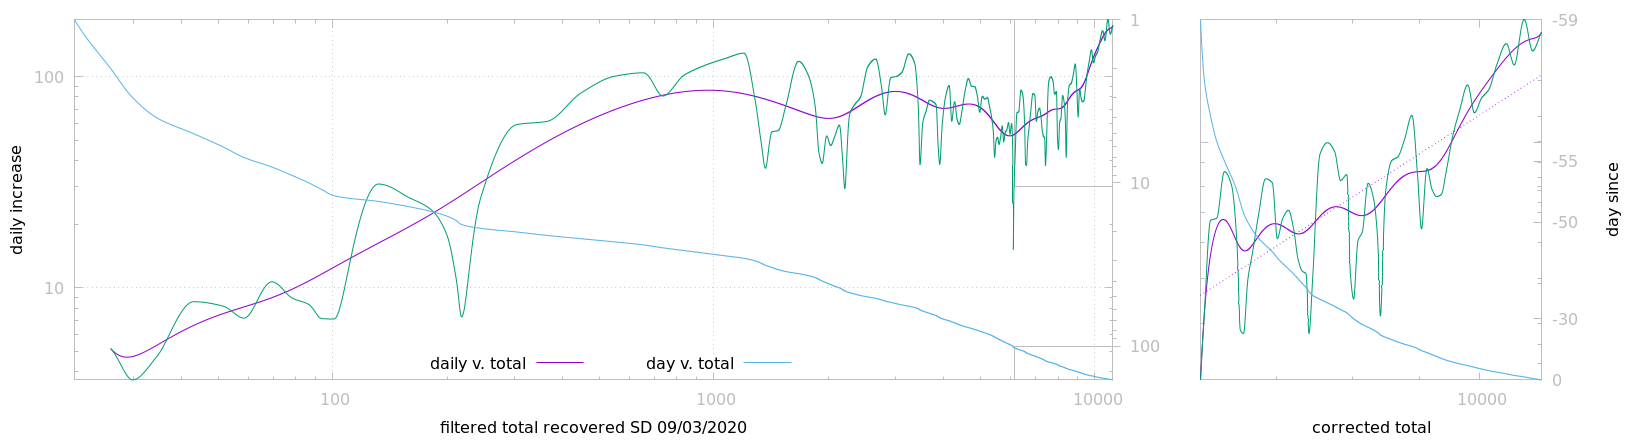 daily increase
100
10
100
1000
10000
1
10
100
daily v. total
day v. total
filtered total recovered SD 09/03/2020
10000
-59
-55
-50
-30
0
day since
corrected total